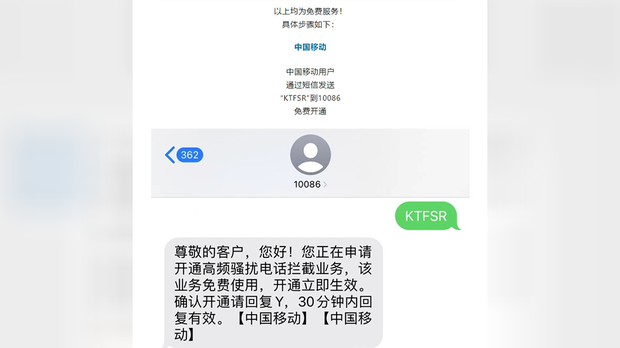 以上均为免费服务！
具体步骤如下：
中国移动
中国移动用户
通过短信发送
“KTFSR”到10086
免费开通
362
10086
KTFSR
尊敬的客户，您好！您正在申请
开通高频骚扰电话拦截业务，该
业务免费使用，开通立即生效。
确认开通请回复Y，30分钟内回
复有效。【中国移动】【中国移
动】